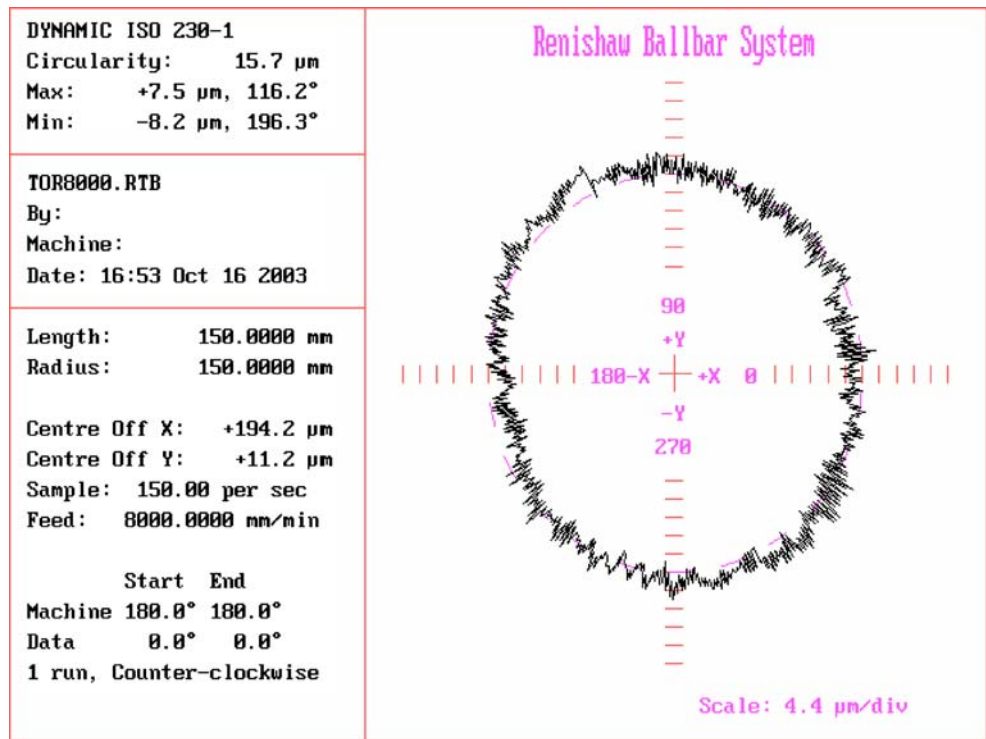 DYNAMIC ISO 230-1
Circularity: 15.7 µm
Max: +7.5 µm, 116.2°
Min: -8.2 µm, 196.3°
TOR8000.RTB
By:
Machine:
Date: 16:53 Oct 16 2003
Length: 150.0000 mm
Radius: 150.0000 mm
Centre Off X: +194.2 µm
Centre Off Y: +11.2 µm
Sample: 150.00 per sec
Feed: 8000.0000 mm/min
Start End
Machine 180.0° 180.0°
Data 0.0° 0.0°
1 run, Counter-clockwise
Renishaw Ballbar System
90
+Y
180-X +X 0
-Y
270
Scale: 4.4 µm/div